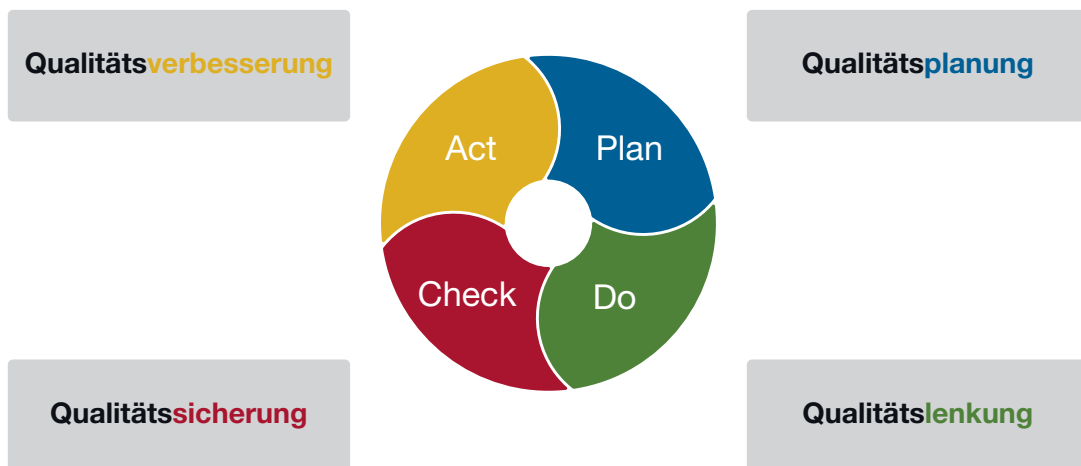 Qualitätsverbesserung
Qualitätsplanung
Act
Plan
Check
Do
Qualitätssicherung
Qualitätslenkung